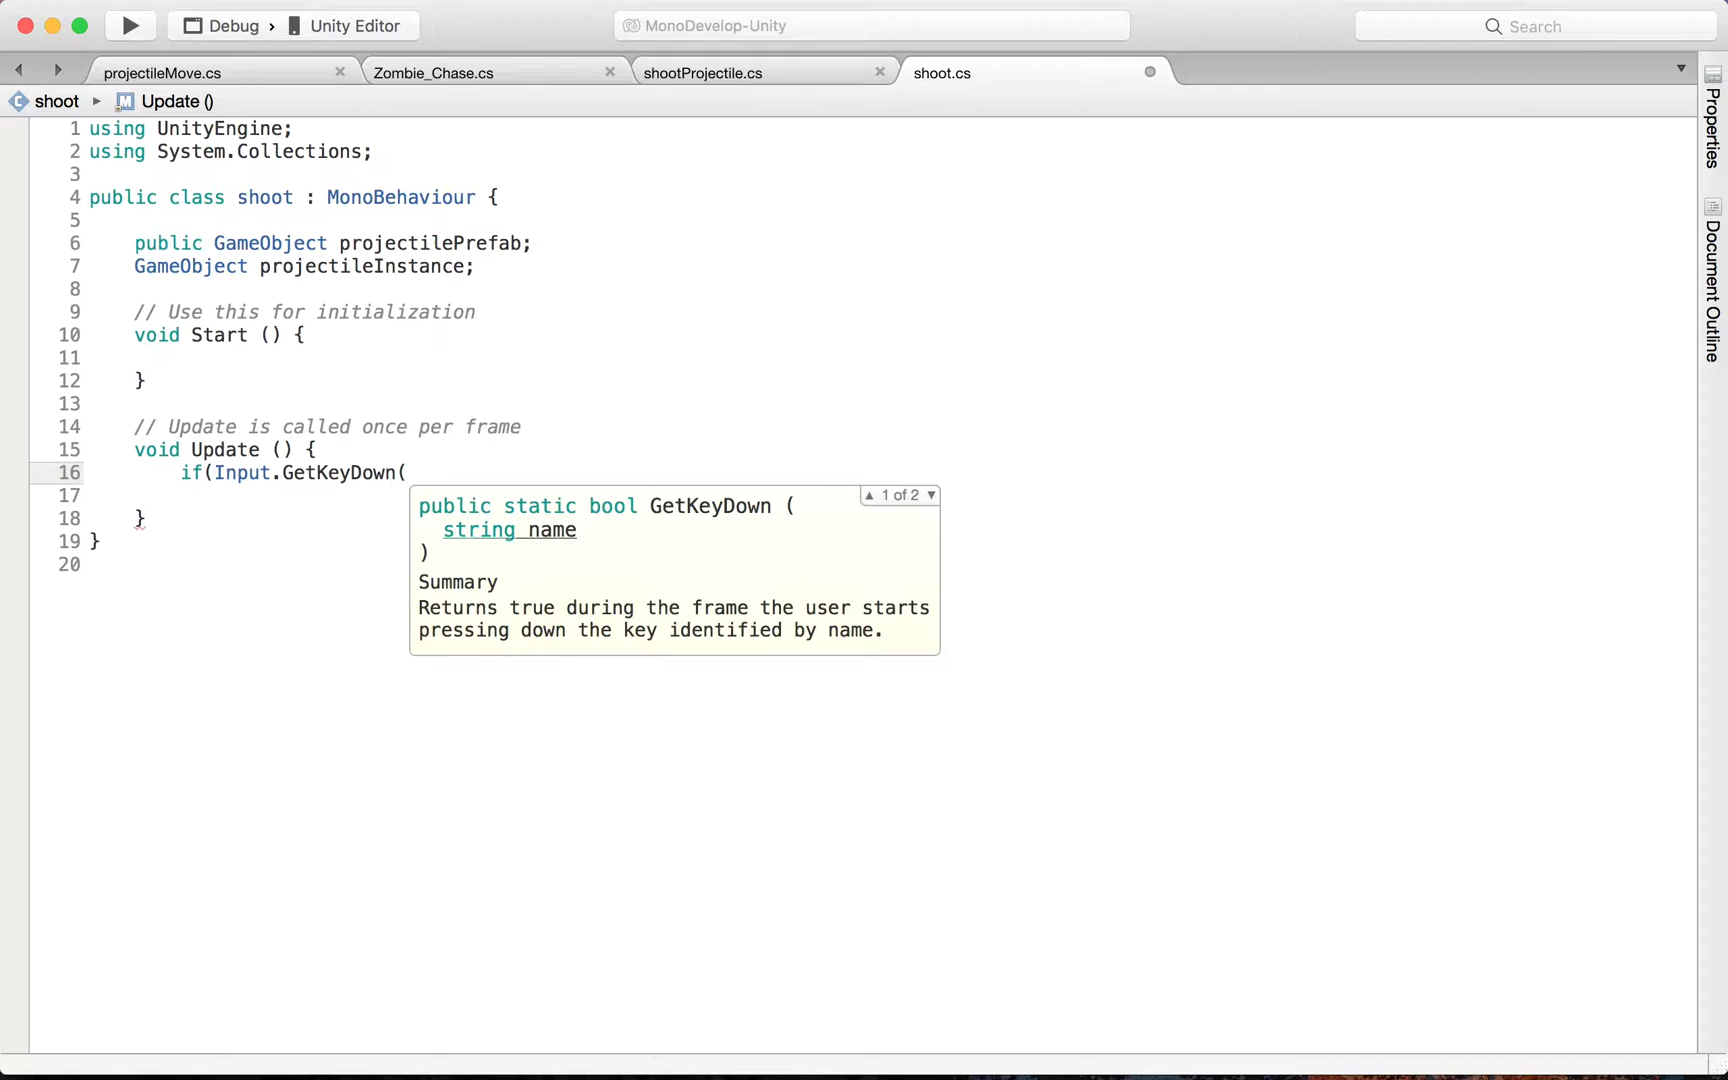 Debug › Unity Editor
MonoDevelop-Unity
Search
projectileMove.cs
Zombie_Chase.cs
shootProjectile.cs
shoot.cs
shoot ▸ M Update ()
1 using UnityEngine;
2 using System.Collections;
3
4 public class shoot : MonoBehaviour {
5
6 public GameObject projectilePrefab;
7 GameObject projectileInstance;
8
9 // Use this for initialization
10 void Start () {
11
12 }
13
14 // Update is called once per frame
15 void Update () {
16 if(Input.GetKeyDown(
17
18 }
19 }
20
▲ 1 of 2 ▼
public static bool GetKeyDown (
string name
)
Summary
Returns true during the frame the user starts
pressing down the key identified by name.
Properties
Document Outline